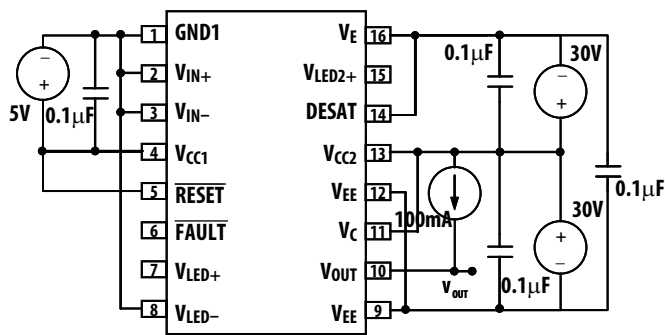 1 GND1 VE 16
2 VIN+ VLED2+ 15
3 VIN− DESAT 14
4 VCC1 VCC2 13
5 RESET VEE 12
6 FAULT VC 11
7 VLED+ VOUT 10
8 VLED− VEE 9
5V
−
+
0.1μF
0.1μF
−
+
30V
100mA
0.1μF
+
−
30V
0.1μF
VOUT